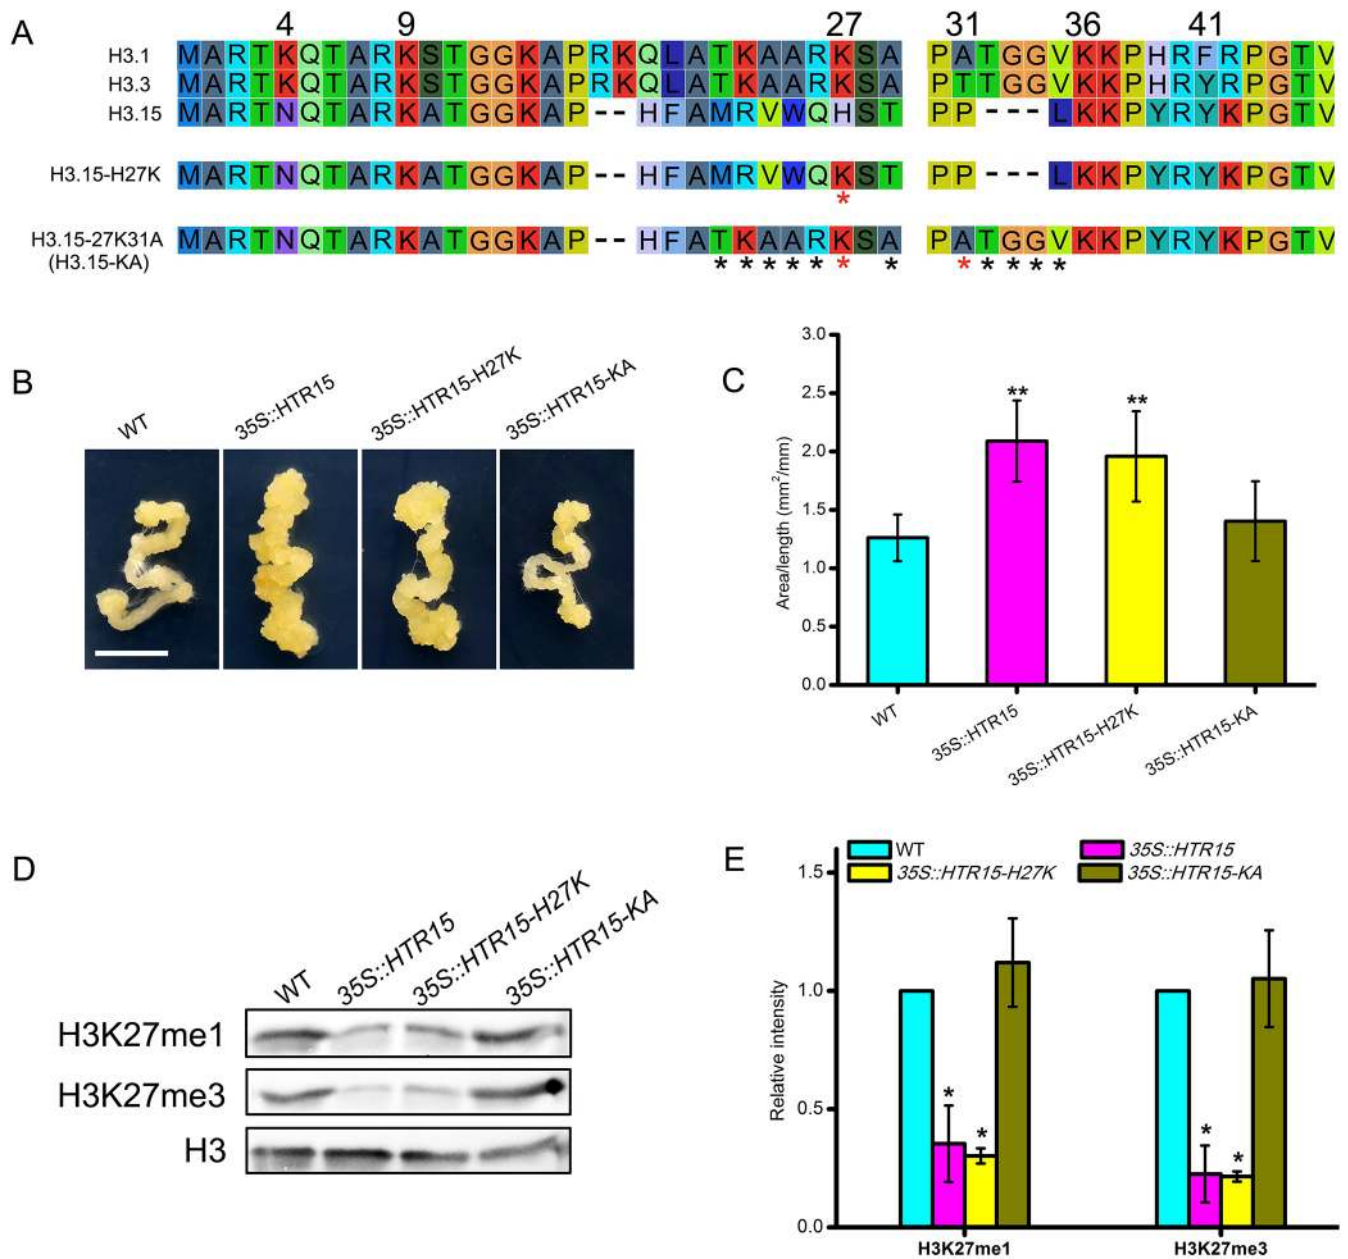 A
4 9 27 31 36 41
H3.1 MARTKQTARKSTGGKAPRKQLATKAARKSA PATGGVKKPHRFRPGTV
H3.3 MARTKQTARKSTGGKAPRKQLATKAARKSA PTTGGVKKPHRYRPGTV
H3.15 MARTNQTARKATGGKAP--HFAMRVWQHST PP---LKKPYRYKPGTV
H3.15-H27K MARTNQTARKATGGKAP--HFAMRVWQKST PP---LKKPYRYKPGTV
*
H3.15-27K31A MARTNQTARKATGGKAP--HFATKAARKSA PATGGVKKPYRYKPGTV
(H3.15-KA) * * * * * * * * * * * *
B
WT 35S::HTR15 35S::HTR15-H27K 35S::HTR15-KA
C
Area/length (mm²/mm)
3.0
2.5
2.0
1.5
1.0
0.5
0.0
** **
WT 35S::HTR15 35S::HTR15-H27K 35S::HTR15-KA
D
WT 35S::HTR15 35S::HTR15-H27K 35S::HTR15-KA
H3K27me1
H3K27me3
H3
E
WT 35S::HTR15
35S::HTR15-H27K 35S::HTR15-KA
Relative intensity
1.5
1.0
0.5
0.0
* * * *
H3K27me1 H3K27me3